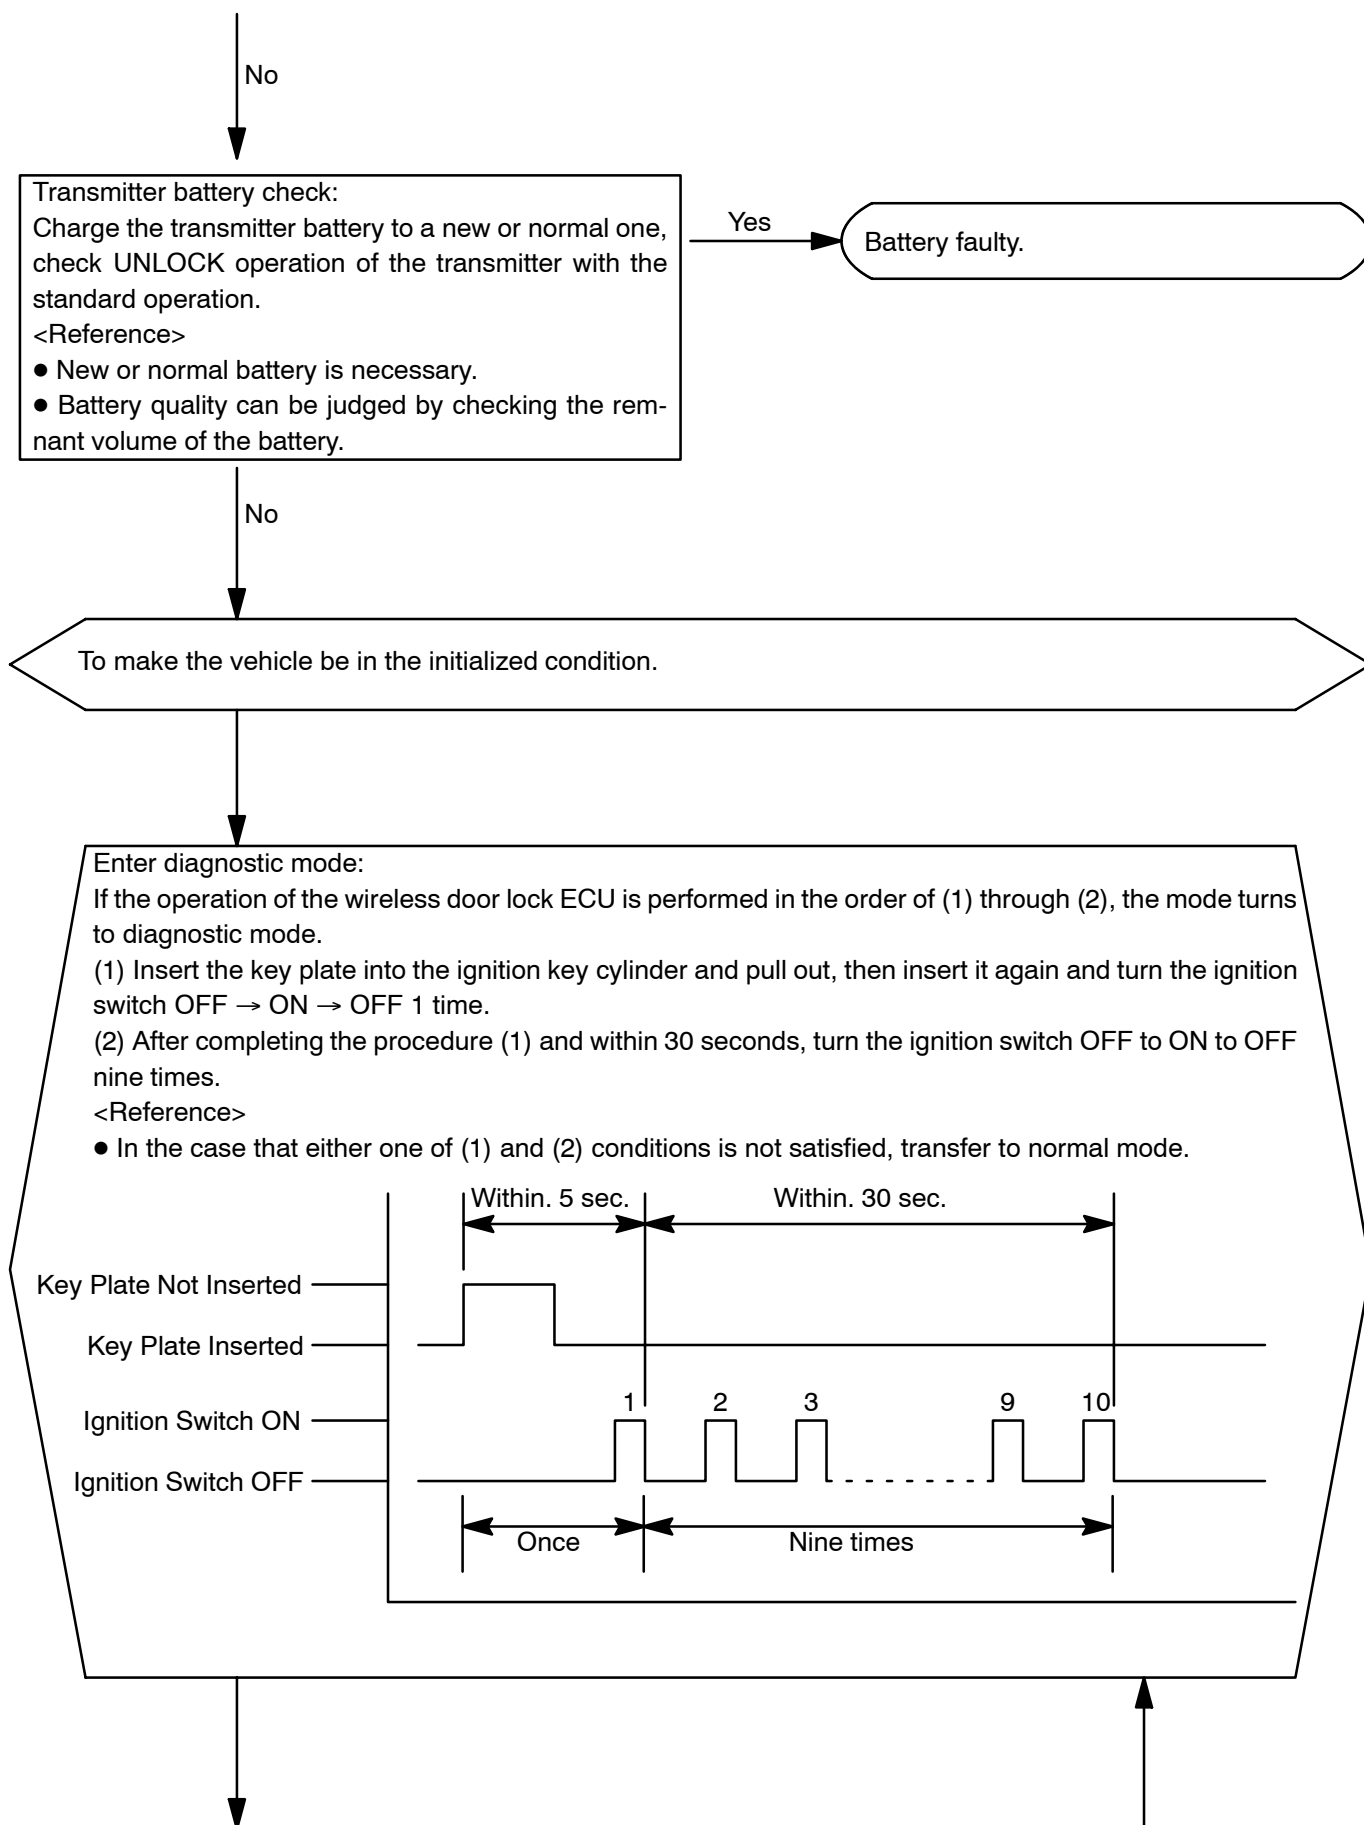 No
Transmitter battery check:
Charge the transmitter battery to a new or normal one,
check UNLOCK operation of the transmitter with the
standard operation.
<Reference>
● New or normal battery is necessary.
● Battery quality can be judged by checking the rem-
nant volume of the battery.
Yes
Battery faulty.
No
To make the vehicle be in the initialized condition.
Enter diagnostic mode:
If the operation of the wireless door lock ECU is performed in the order of (1) through (2), the mode turns
to diagnostic mode.
(1) Insert the key plate into the ignition key cylinder and pull out, then insert it again and turn the ignition
switch OFF → ON → OFF 1 time.
(2) After completing the procedure (1) and within 30 seconds, turn the ignition switch OFF to ON to OFF
nine times.
<Reference>
● In the case that either one of (1) and (2) conditions is not satisfied, transfer to normal mode.
Within. 5 sec. Within. 30 sec.
Key Plate Not Inserted
Key Plate Inserted
1 2 3 9 10
Ignition Switch ON
Ignition Switch OFF
Once Nine times